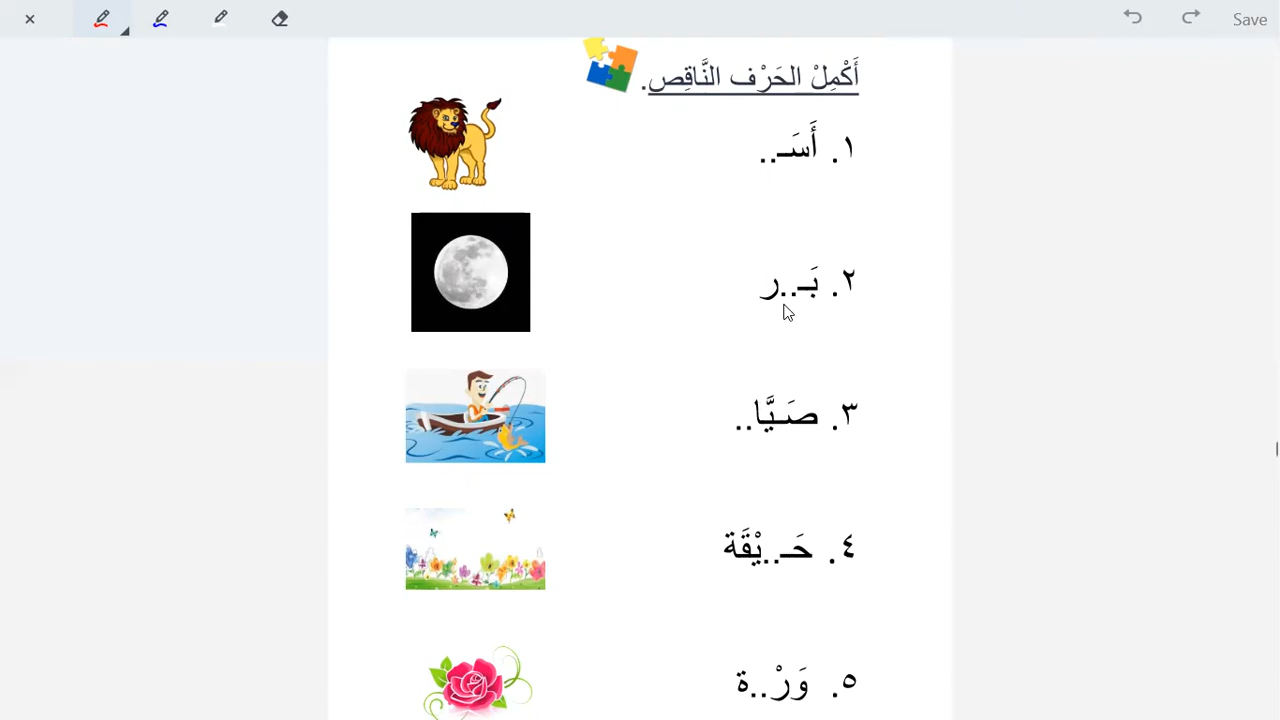 Save
أَكْمِلْ الحَرْف النَّاقِص.
١. أَسَـ..
٢. بَـ..ر
٣. صَـيَّا..
٤. حَـ..يْقَة
٥. وَرْ..ة